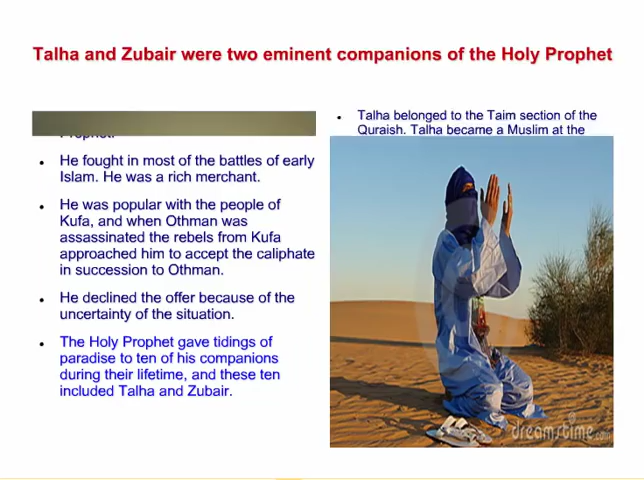 Talha and Zubair were two eminent companions of the Holy Prophet
He fought in most of the battles of early
Islam. He was a rich merchant.
He was popular with the people of
Kufa, and when Othman was
assassinated the rebels from Kufa
approached him to accept the caliphate
in succession to Othman.
He declined the offer because of the
uncertainty of the situation.
The Holy Prophet gave tidings of
paradise to ten of his companions
during their lifetime, and these ten
included Talha and Zubair.
Talha belonged to the Taim section of the
Quraish. Talha became a Muslim at the
dreamstime.com